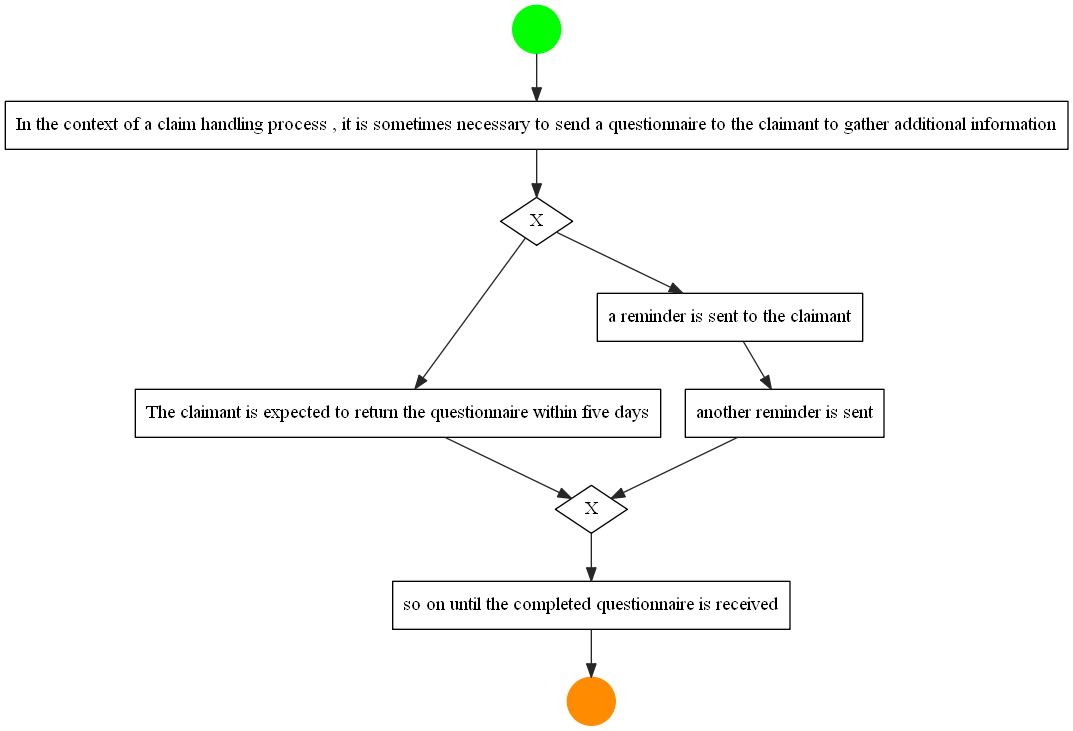 In the context of a claim handling process , it is sometimes necessary to send a questionnaire to the claimant to gather additional information
X
a reminder is sent to the claimant
The claimant is expected to return the questionnaire within five days
another reminder is sent
X
so on until the completed questionnaire is received